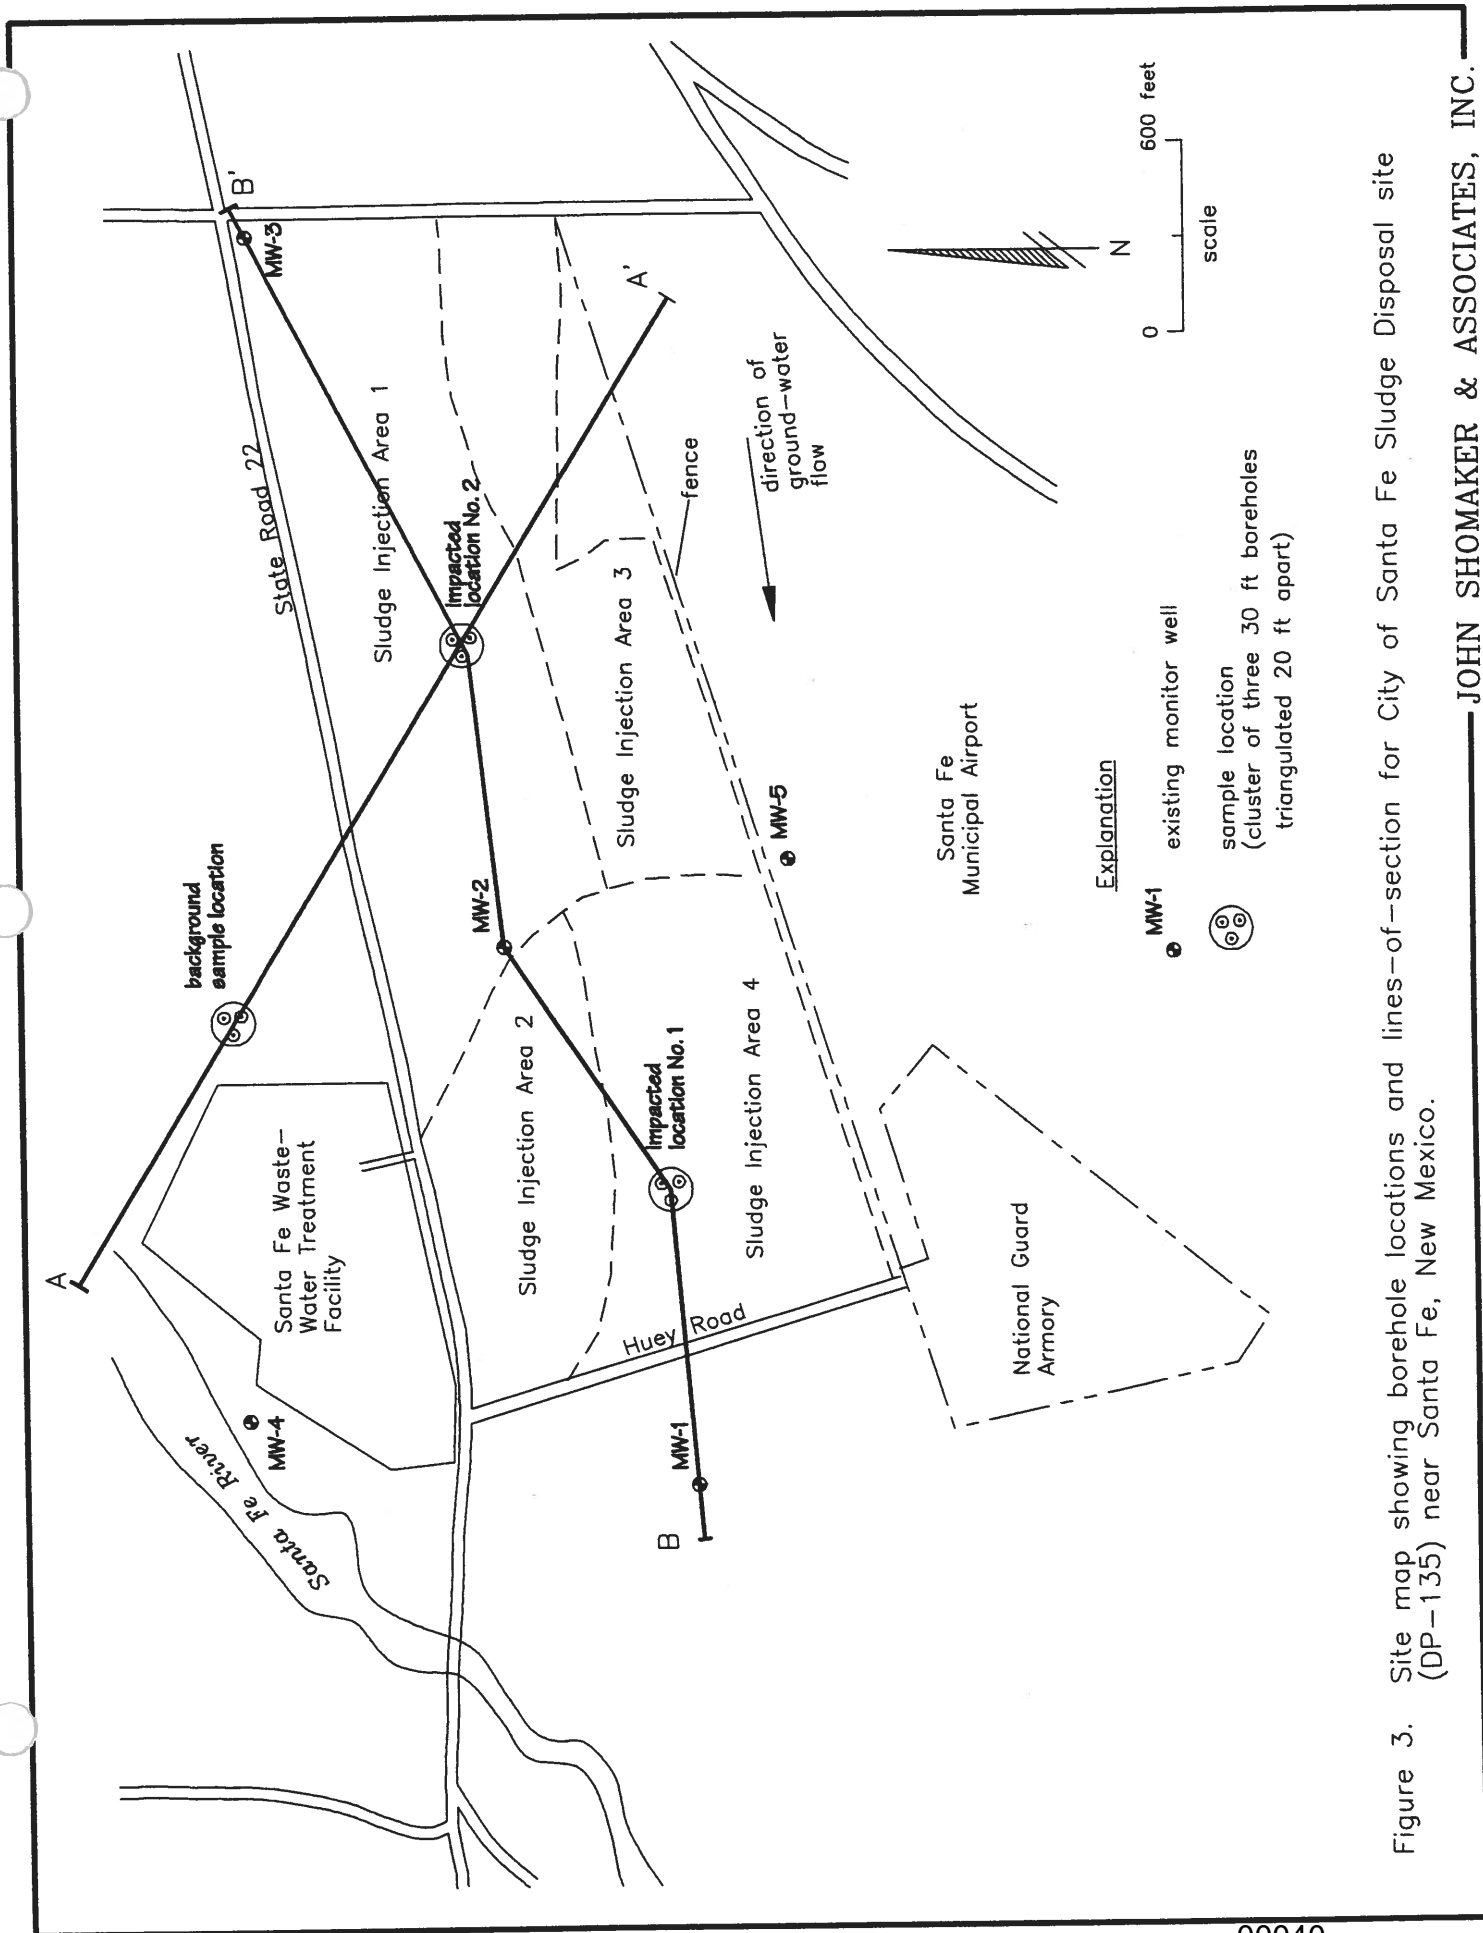 A
B'
MW-3
State Road 22
background
sample location
Sludge Injection Area 1
Impacted
location No. 2
A'
Santa Fe Waste-
Water Treatment
Facility
MW-4
Santa Fe River
MW-2
Sludge Injection Area 2
Sludge Injection Area 3
fence
direction of
ground-water
flow
Impacted
location No. 1
Sludge Injection Area 4
Huey Road
MW-1
B
MW-5
Santa Fe
Municipal Airport
National Guard
Armory
N
0
600 feet
scale
Explanation
MW-1
existing monitor well
sample location
(cluster of three 30 ft boreholes
triangulated 20 ft apart)
Figure 3. Site map showing borehole locations and lines-of-section for City of Santa Fe Sludge Disposal site
(DP-135) near Santa Fe, New Mexico.
JOHN SHOMAKER & ASSOCIATES, INC.